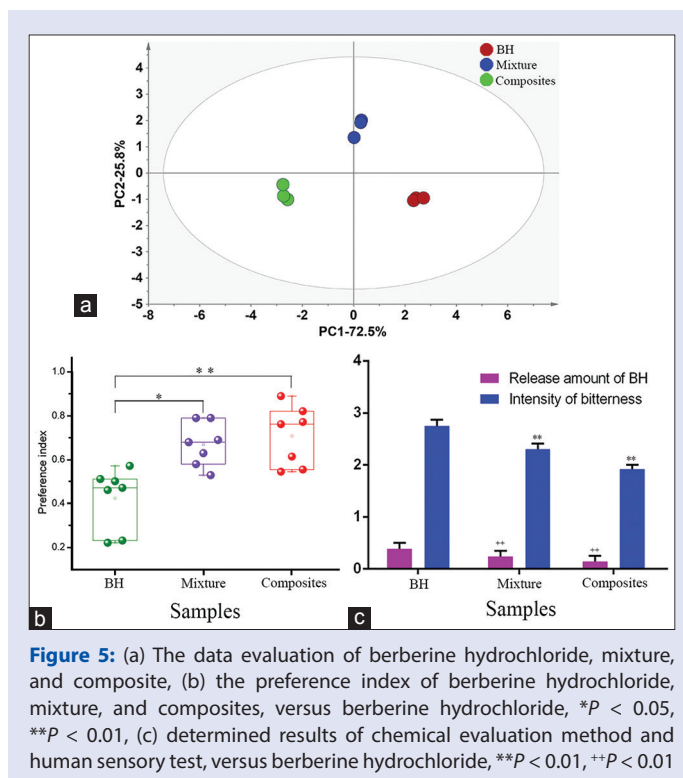 BH
Mixture
Composites
4
3
2
1
0
-1
-2
-3
-4
-5
PC2-25.8%
-8 -6 -4 -2 0 2 4 6
PC1-72.5%
a
1.0
0.8
0.6
0.4
0.2
Preference index
* *
*
BH Mixture Composites
Samples
b
4
3
2
1
0
Release amount of BH
Intensity of bitterness
**
**
++
++
BH Mixture Composites
Samples
c
Figure 5: (a) The data evaluation of berberine hydrochloride, mixture,
and composite, (b) the preference index of berberine hydrochloride,
mixture, and composites, versus berberine hydrochloride, *P < 0.05,
**P < 0.01, (c) determined results of chemical evaluation method and
human sensory test, versus berberine hydrochloride, **P < 0.01, ++P < 0.01